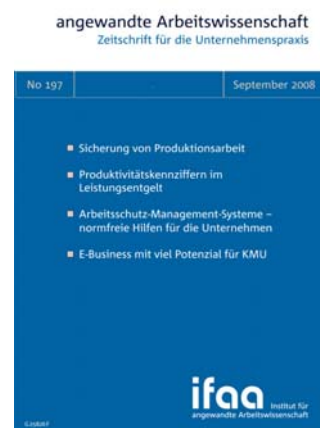 angewandte Arbeitswissenschaft
Zeitschrift für die Unternehmenspraxis
No 197
September 2008
Sicherung von Produktionsarbeit
Produktivitätskennziffern im
Leistungsentgelt
Arbeitsschutz-Management-Systeme –
normfreie Hilfen für die Unternehmen
E-Business mit viel Potenzial für KMU
ifaa Institut für
angewandte Arbeitswissenschaft